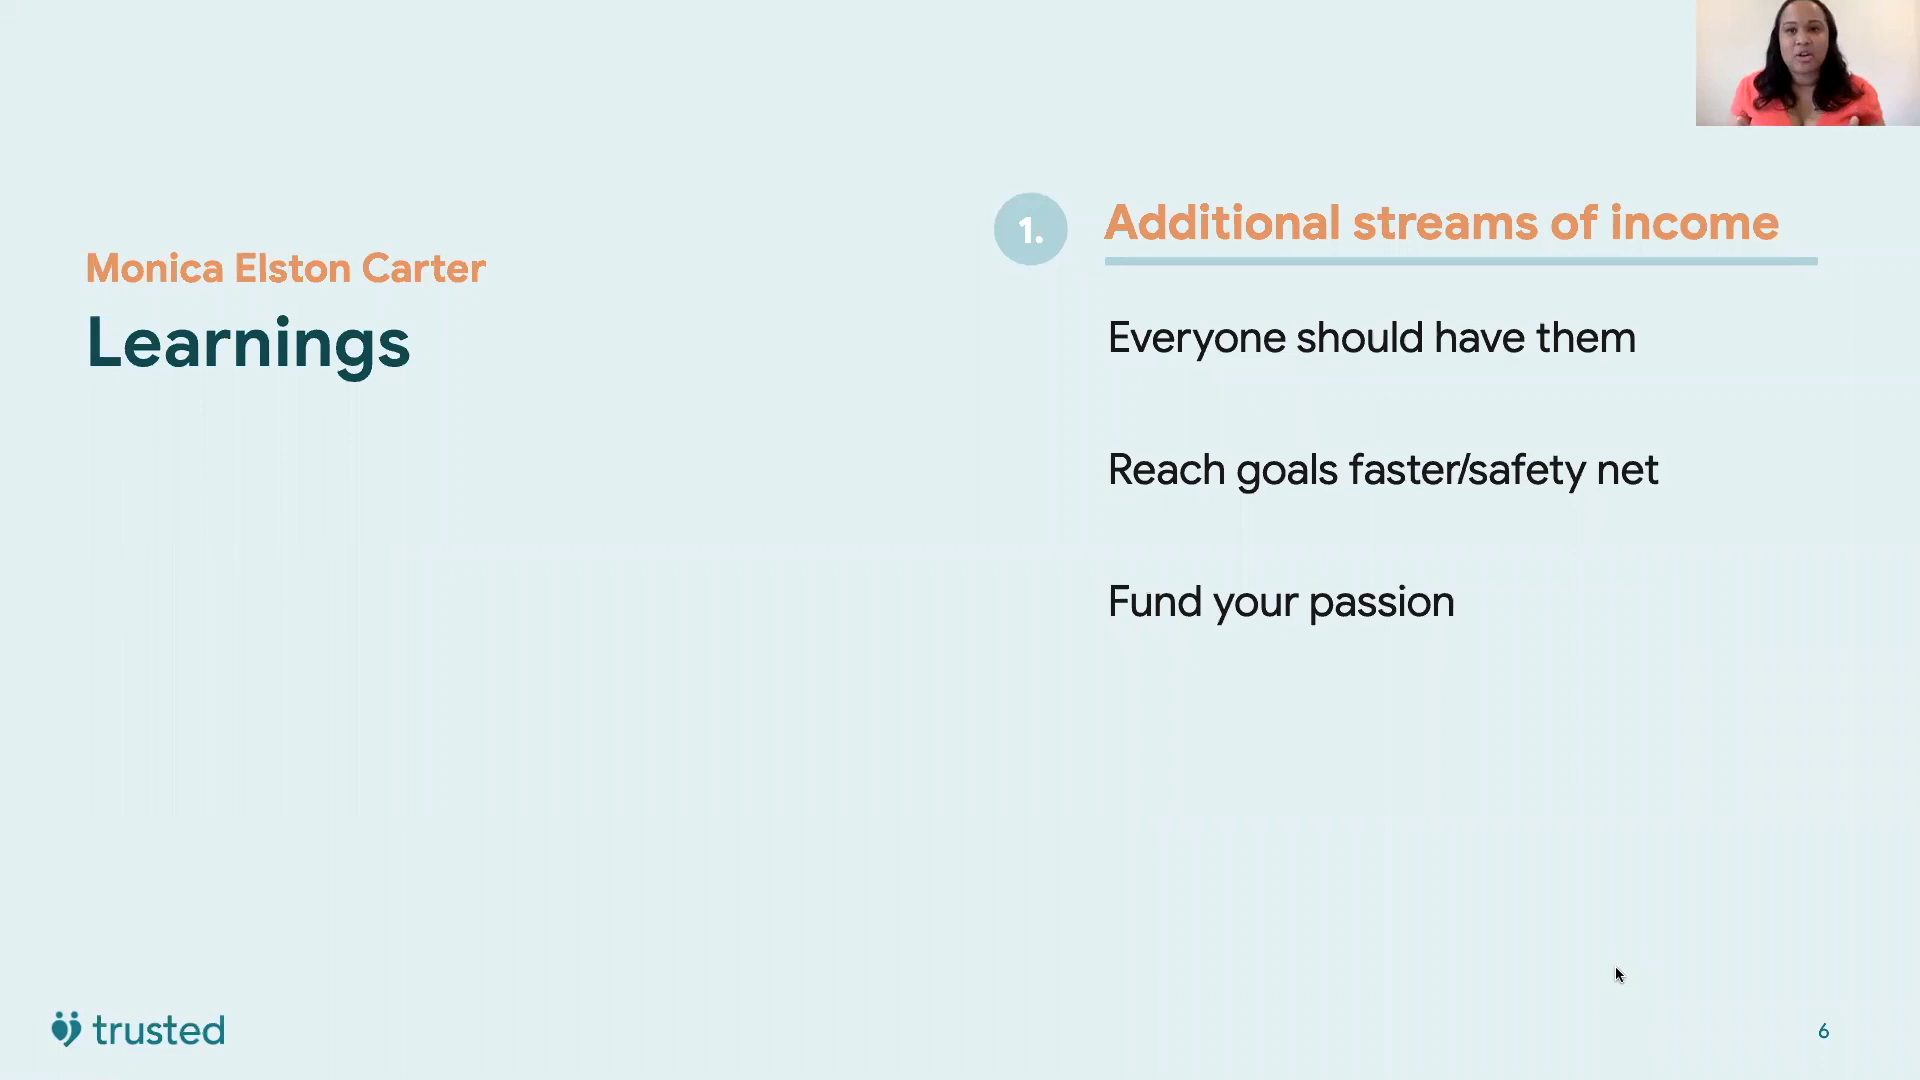 Monica Elston Carter
Learnings
1.
Additional streams of income
Everyone should have them
Reach goals faster/safety net
Fund your passion
trusted
6